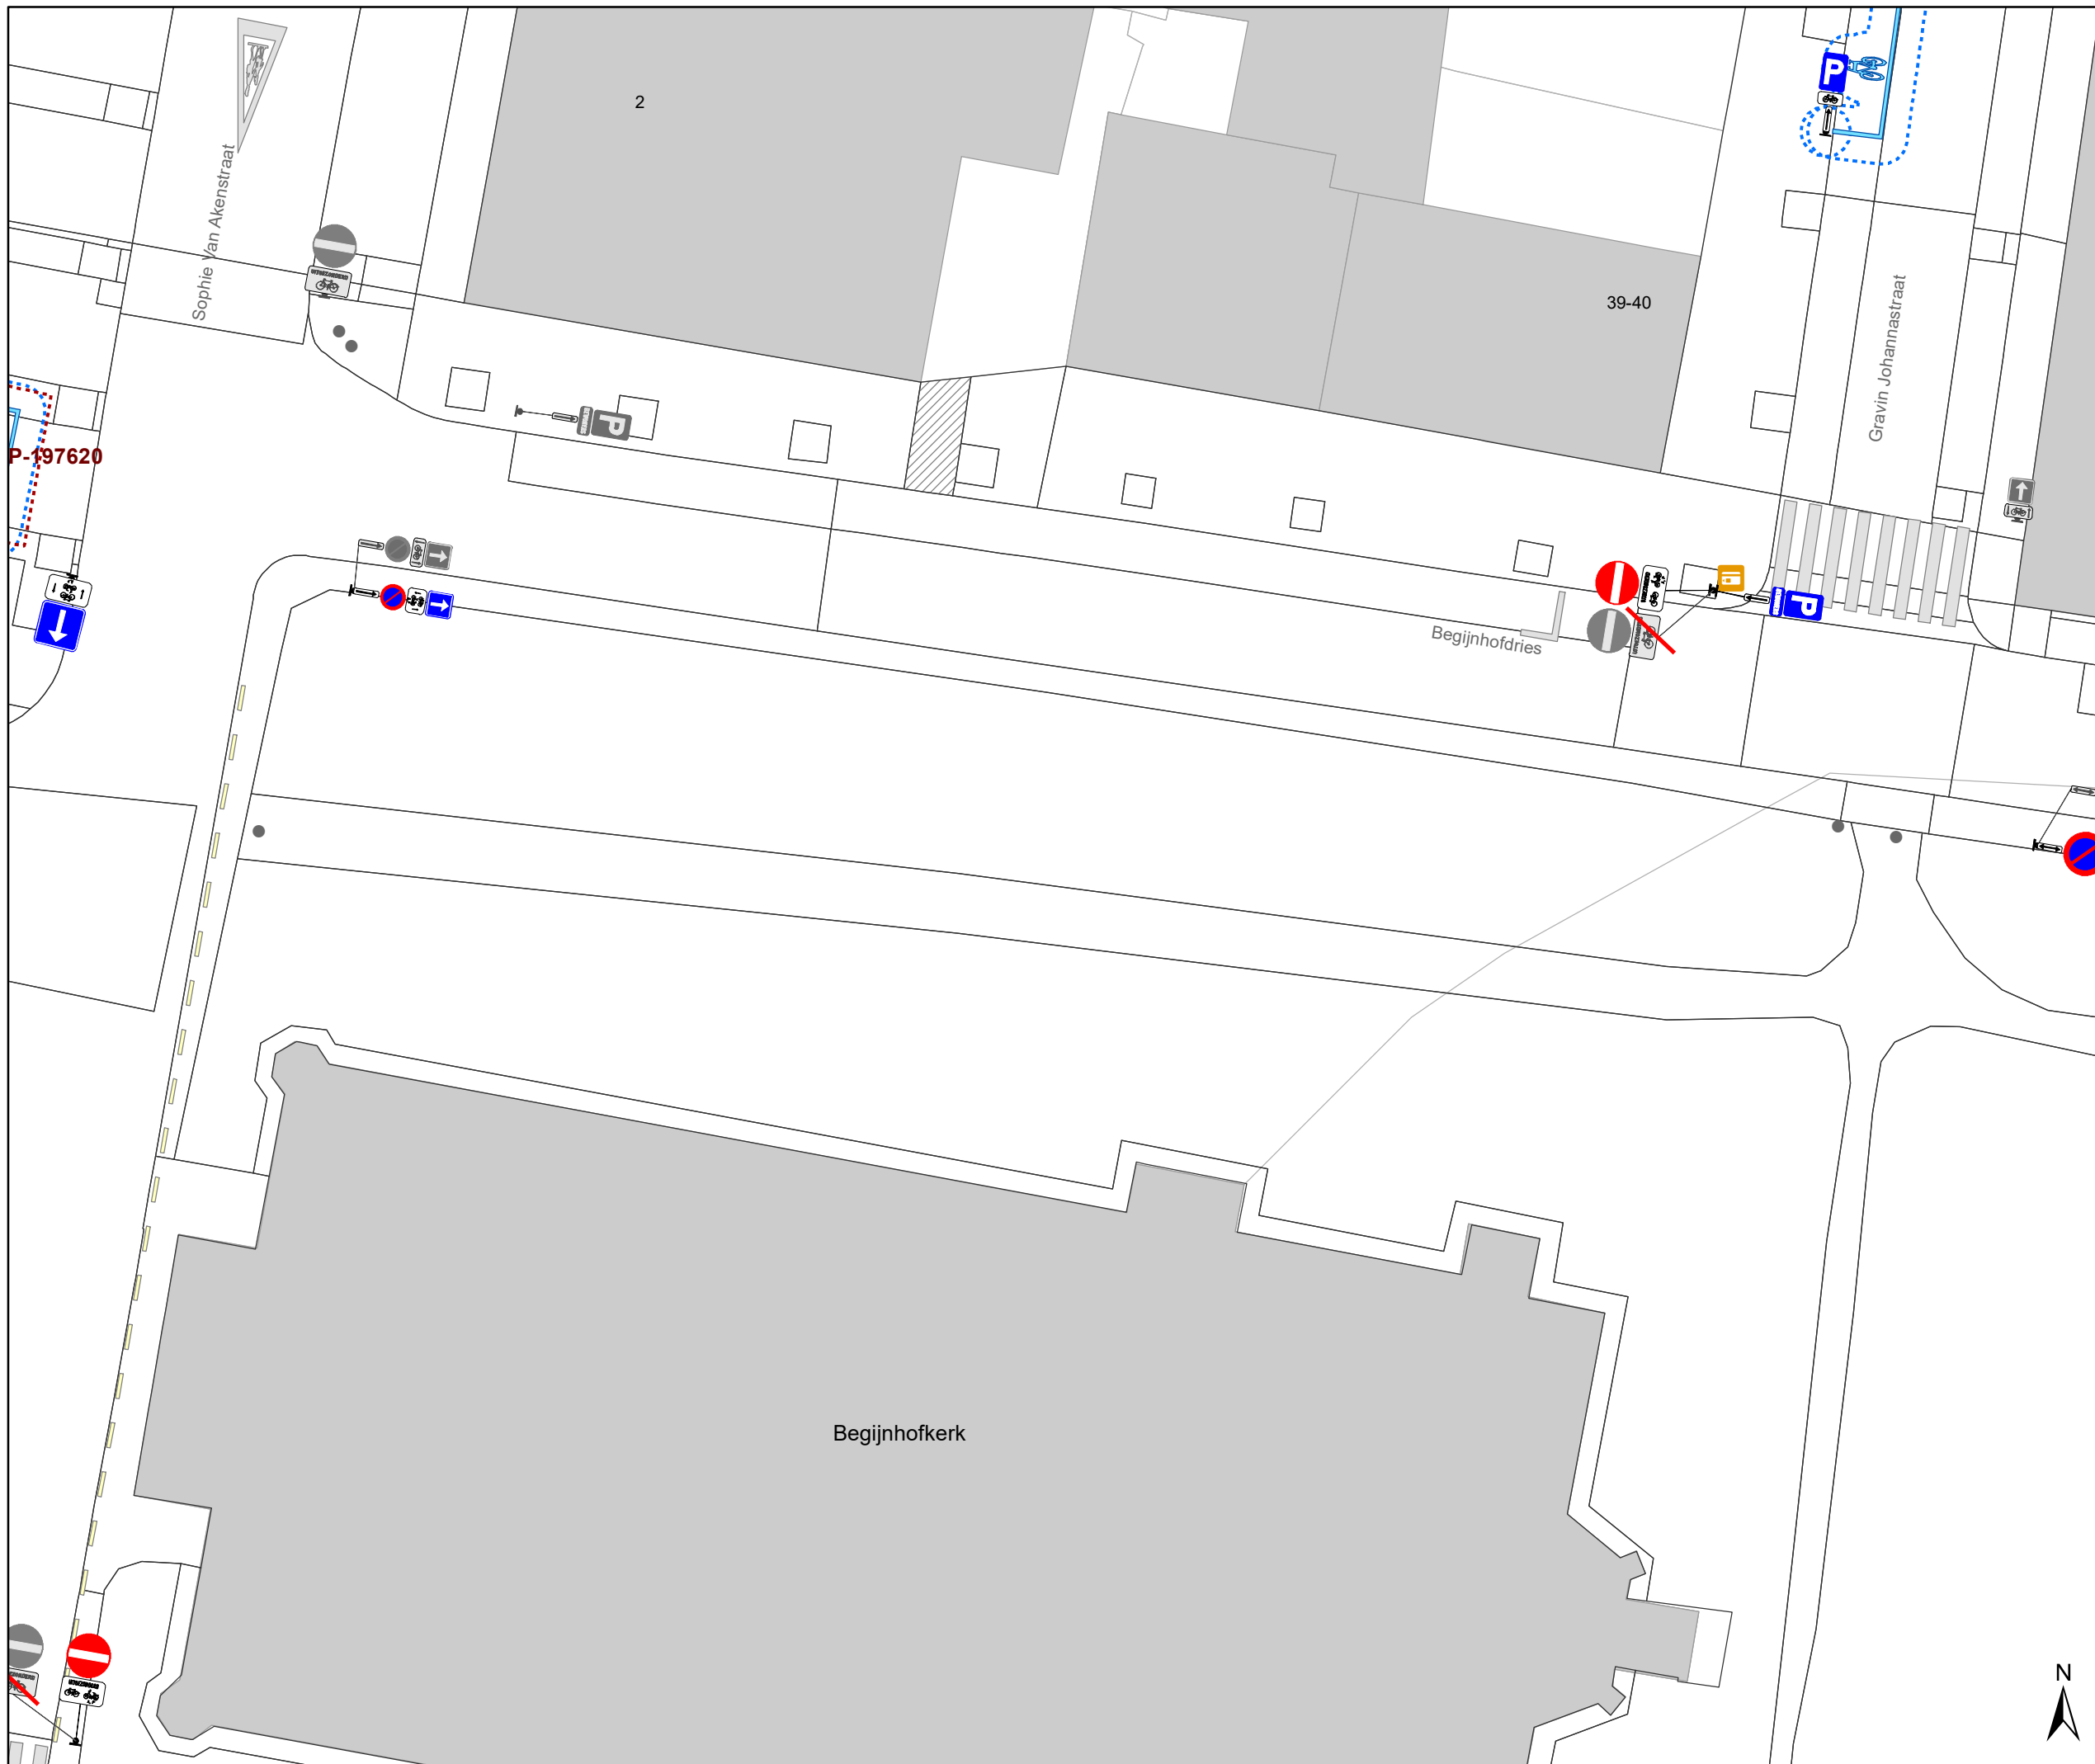 2
P
Sophie Van Akenstraat
39-40
Gravin Johannastraat
P
P-197620
P
Begijnhofdries
Begijnhofkerk
N